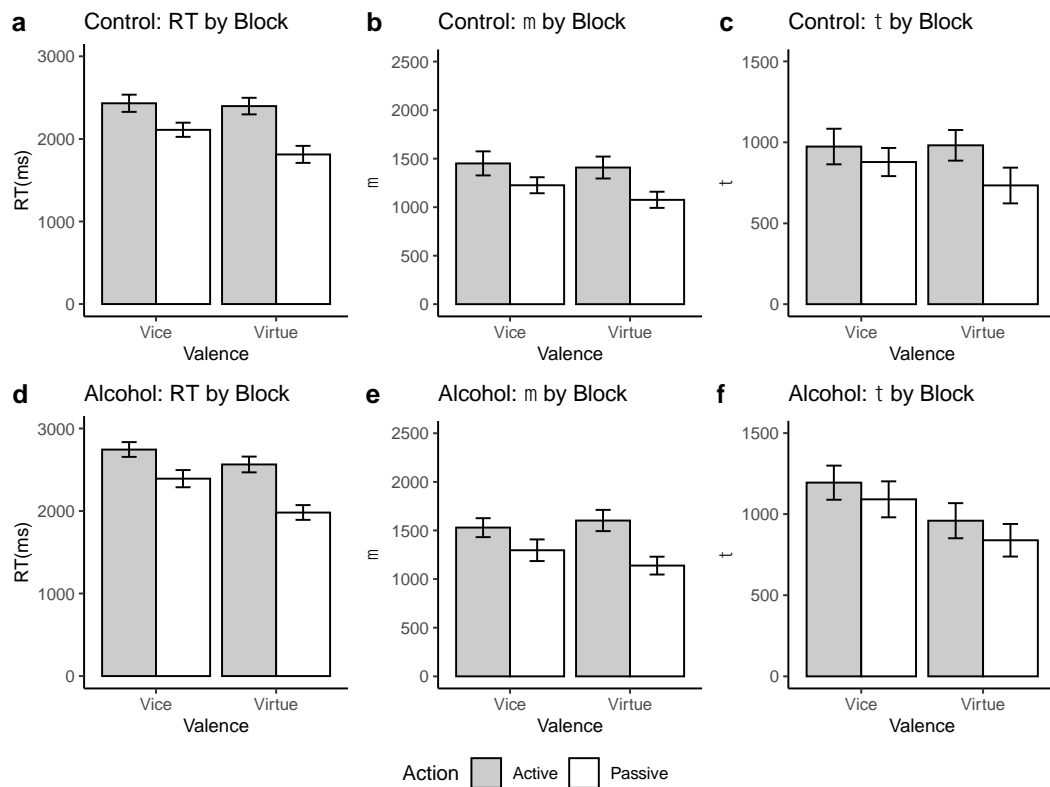 a Control: RT by Block
3000
2000
1000
0
RT(ms)
Vice Virtue
Valence
b Control: m by Block
2500
2000
1500
1000
500
0
m
Vice Virtue
Valence
c Control: t by Block
1500
1000
500
0
t
Vice Virtue
Valence
d Alcohol: RT by Block
3000
2000
1000
0
RT(ms)
Vice Virtue
Valence
e Alcohol: m by Block
2500
2000
1500
1000
500
0
m
Vice Virtue
Valence
f Alcohol: t by Block
1500
1000
500
0
t
Vice Virtue
Valence
Action Active Passive